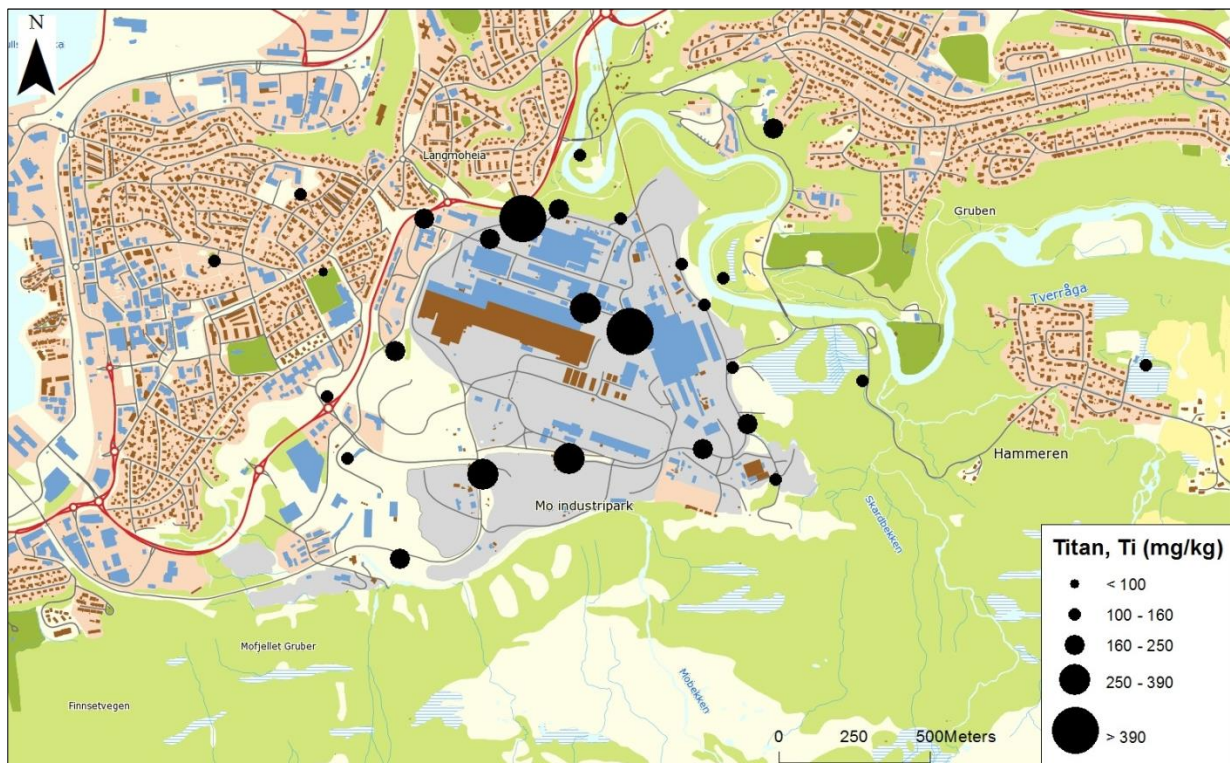 N
Langmoheia
Gruben
Tverråga
Hammeren
Mo industripark
Skardbekken
Mofjellet Gruber
Mobekken
Finnsetvegen
Titan, Ti (mg/kg)
< 100
100 - 160
160 - 250
250 - 390
> 390
0 250 500Meters